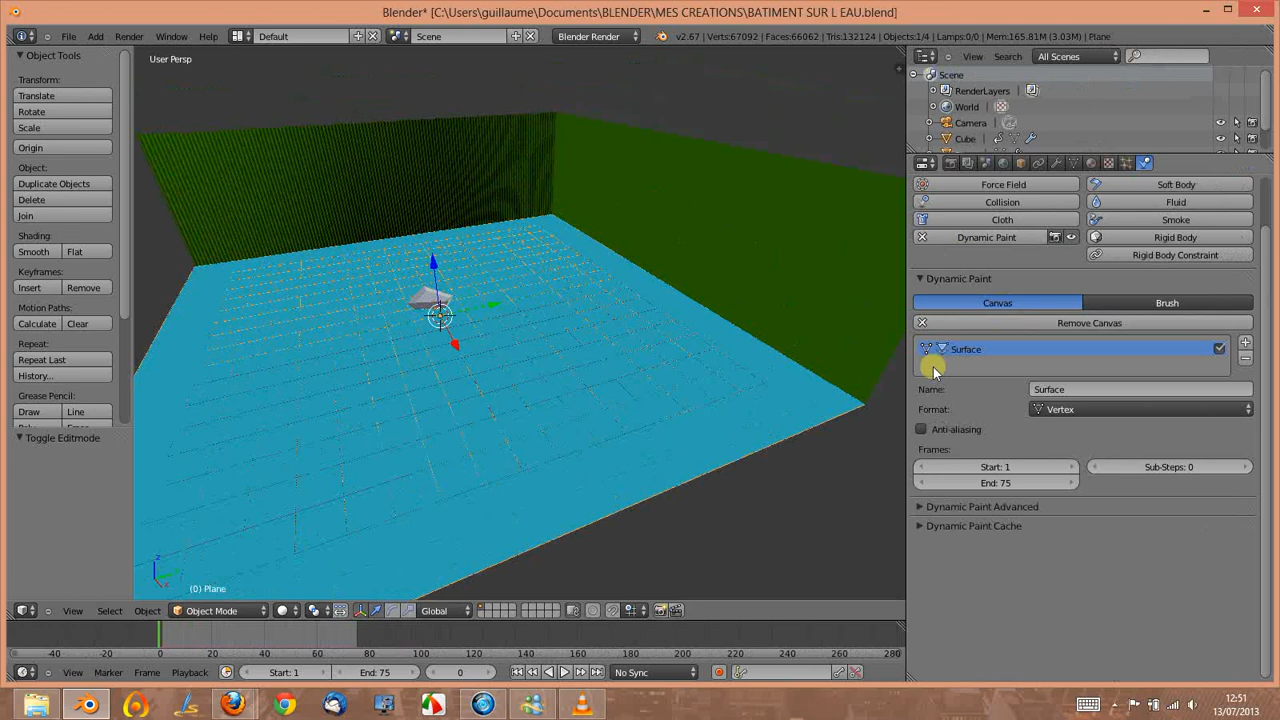 Blender* [C:\Users\guillaume\Documents\BLENDER\MES CREATIONS\BATIMENT SUR L EAU.blend]
File Add Render Window Help Default Scene Blender Render v2.67 | Verts:67092 | Faces:66062 | Tris:132124 | Objects:1/4 | Lamps:0/0 | Mem:165.81M (3.03M) | Plane
Object Tools
Transform:
Translate
Rotate
Scale
Origin
Object:
Duplicate Objects
Delete
Join
Shading:
Smooth Flat
Keyframes:
Insert Remove
Motion Paths:
Calculate Clear
Repeat:
Repeat Last
History...
Grease Pencil:
Draw Line
Toggle Editmode
User Persp
(0) Plane
z
View Select Object Object Mode Global
-40 -20 0 20 40 60 80 100 120 140 160 180 200 220 240 260 280
View Marker Frame Playback Start: 1 End: 75 0 No Sync
View Search All Scenes
Scene
RenderLayers
World
Camera
Cube
Force Field Soft Body
Collision Fluid
Cloth Smoke
Dynamic Paint Rigid Body
Rigid Body Constraint
Dynamic Paint
Canvas Brush
Remove Canvas
Surface
Name: Surface
Format: Vertex
Anti-aliasing
Frames:
Start: 1 Sub-Steps: 0
End: 75
Dynamic Paint Advanced
Dynamic Paint Cache
12:51
13/07/2013